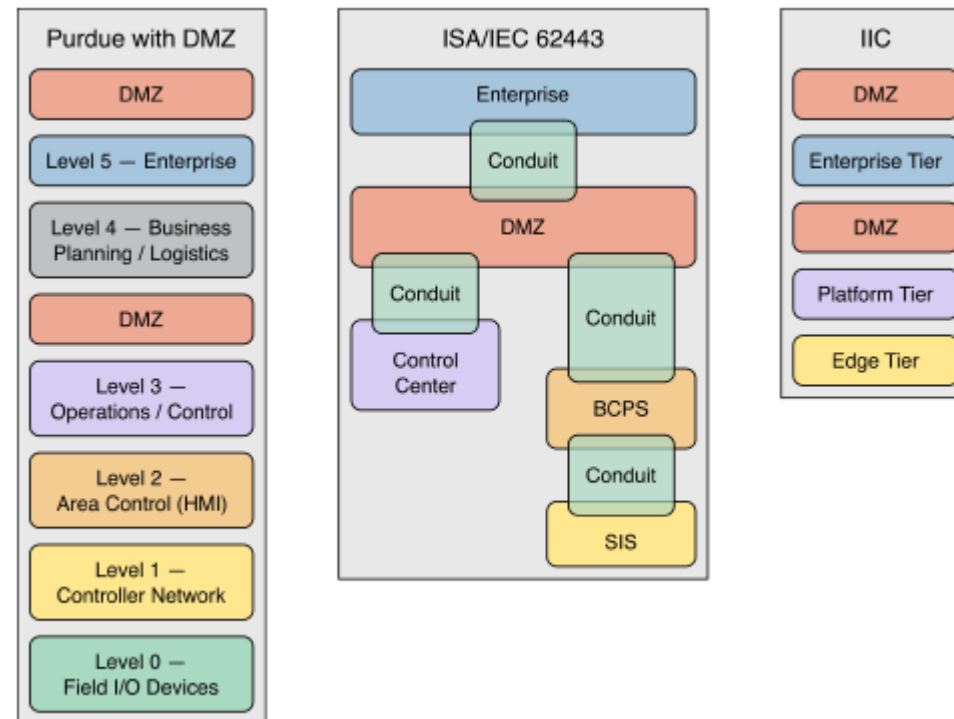 Purdue with DMZ
DMZ
Level 5 — Enterprise
Level 4 — Business
Planning / Logistics
DMZ
Level 3 —
Operations / Control
Level 2 —
Area Control (HMI)
Level 1 —
Controller Network
Level 0 —
Field I/O Devices
ISA/IEC 62443
Enterprise
Conduit
DMZ
Conduit
Conduit
Control
Center
BCPS
Conduit
SIS
IIC
DMZ
Enterprise Tier
DMZ
Platform Tier
Edge Tier